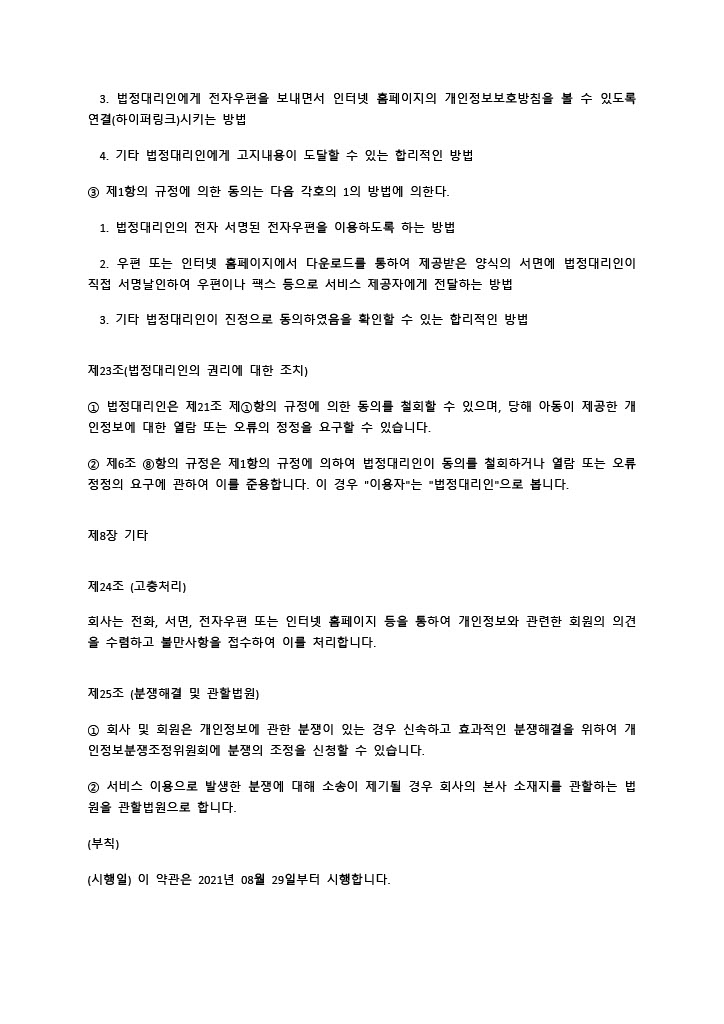 3. 법정대리인에게 전자우편을 보내면서 인터넷 홈페이지의 개인정보보호방침을 볼 수 있도록
연결(하이퍼링크)시키는 방법
4. 기타 법정대리인에게 고지내용이 도달할 수 있는 합리적인 방법
③ 제1항의 규정에 의한 동의는 다음 각호의 1의 방법에 의한다.
1. 법정대리인의 전자 서명된 전자우편을 이용하도록 하는 방법
2. 우편 또는 인터넷 홈페이지에서 다운로드를 통하여 제공받은 양식의 서면에 법정대리인이
직접 서명날인하여 우편이나 팩스 등으로 서비스 제공자에게 전달하는 방법
3. 기타 법정대리인이 진정으로 동의하였음을 확인할 수 있는 합리적인 방법
제23조(법정대리인의 권리에 대한 조치)
① 법정대리인은 제21조 제①항의 규정에 의한 동의를 철회할 수 있으며, 당해 아동이 제공한 개
인정보에 대한 열람 또는 오류의 정정을 요구할 수 있습니다.
② 제6조 ⑧항의 규정은 제1항의 규정에 의하여 법정대리인이 동의를 철회하거나 열람 또는 오류
정정의 요구에 관하여 이를 준용합니다. 이 경우 "이용자"는 "법정대리인"으로 봅니다.
제8장 기타
제24조 (고충처리)
회사는 전화, 서면, 전자우편 또는 인터넷 홈페이지 등을 통하여 개인정보와 관련한 회원의 의견
을 수렴하고 불만사항을 접수하여 이를 처리합니다.
제25조 (분쟁해결 및 관할법원)
① 회사 및 회원은 개인정보에 관한 분쟁이 있는 경우 신속하고 효과적인 분쟁해결을 위하여 개
인정보분쟁조정위원회에 분쟁의 조정을 신청할 수 있습니다.
② 서비스 이용으로 발생한 분쟁에 대해 소송이 제기될 경우 회사의 본사 소재지를 관할하는 법
원을 관할법원으로 합니다.
(부칙)
(시행일) 이 약관은 2021년 08월 29일부터 시행합니다.